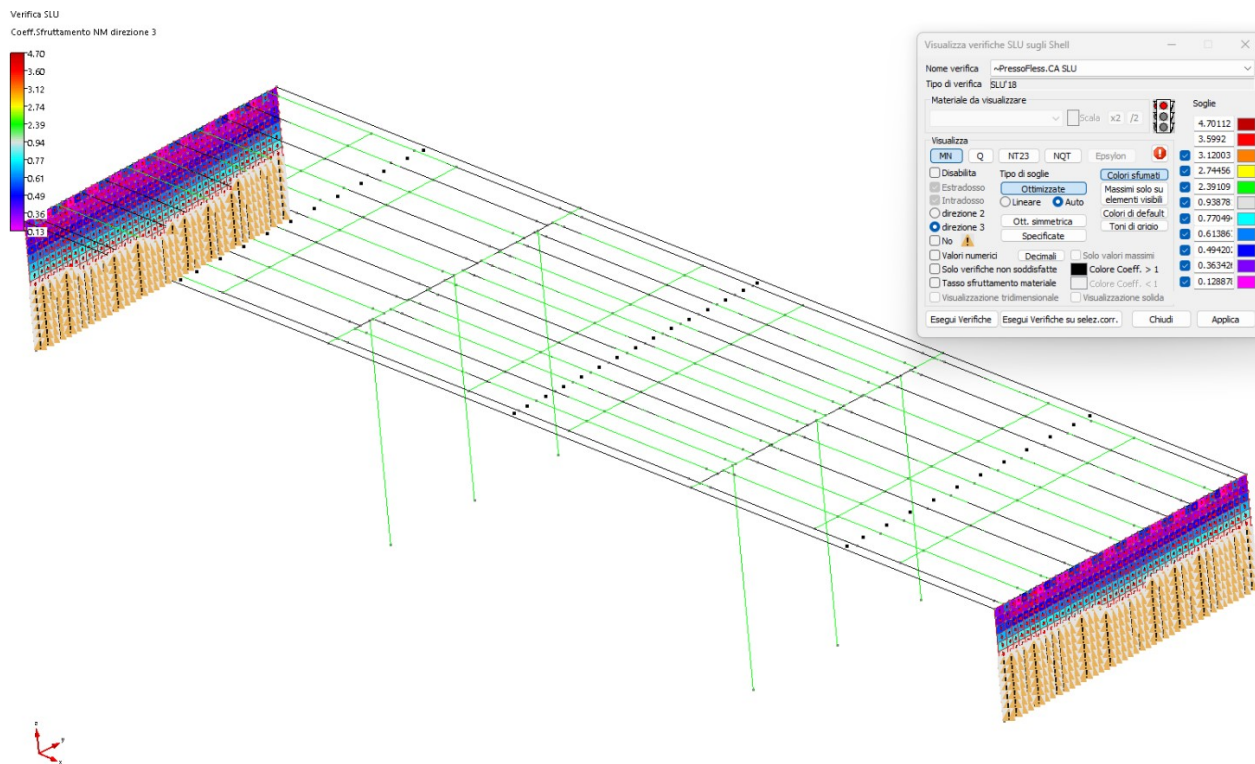 Verifica SLU
Coeff.Sfruttamento NM direzione 3
4.70
3.60
3.12
2.74
2.39
0.94
0.77
0.61
0.49
0.36
0.13
Visualizza verifiche SLU sugli Shell
Nome verifica ~PressoFless.CA SLU
Tipo di verifica SLU'18
Materiale da visualizzare
Scala x2 /2
Soglie
4.70112
3.5992
3.12003
2.74456
2.39109
0.93878
0.77049
0.61386
0.49420
0.36342
0.12887
Visualizza
MN Q NT23 NQT Epsylon
Disabilita Tipo di soglie Colori sfumati
Estradosso Ottimizzate Massimi solo su elementi visibili
Intradosso Lineare Auto
direzione 2 Ott. simmetrica Colori di default
direzione 3 Specificate Toni di grigio
No
Valori numerici Decimali Solo valori massimi
Solo verifiche non soddisfatte Colore Coeff. > 1
Tasso sfruttamento materiale Colore Coeff. < 1
Visualizzazione tridimensionale Visualizzazione solida
Esegui Verifiche Esegui Verifiche su selez.corr. Chiudi Applica
z
Y
x